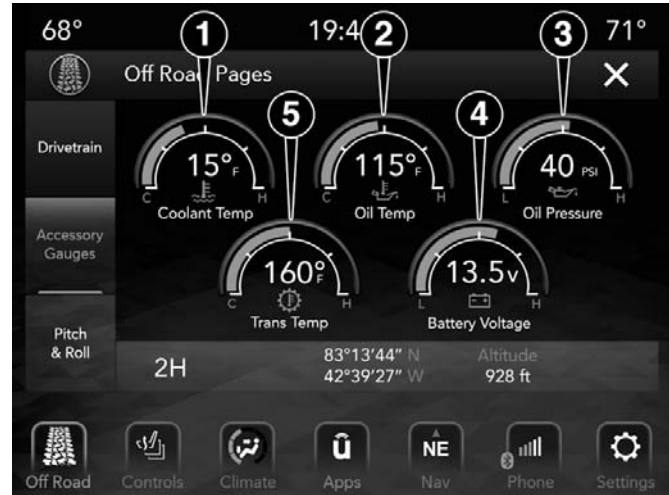 68°
19:4
71°
1
2
3
Off Road Pages
5
4
Drivetrain
15°F
C H
Coolant Temp
115°F
C H
Oil Temp
40 PSI
L H
Oil Pressure
Accessory
Gauges
160°F
C H
Trans Temp
13.5v
L H
Battery Voltage
Pitch
& Roll
2H
83°13'44" N
42°39'27" W
Altitude
928 ft
Off Road
Controls
Climate
û
Apps
NE
Nav
Phone
Settings